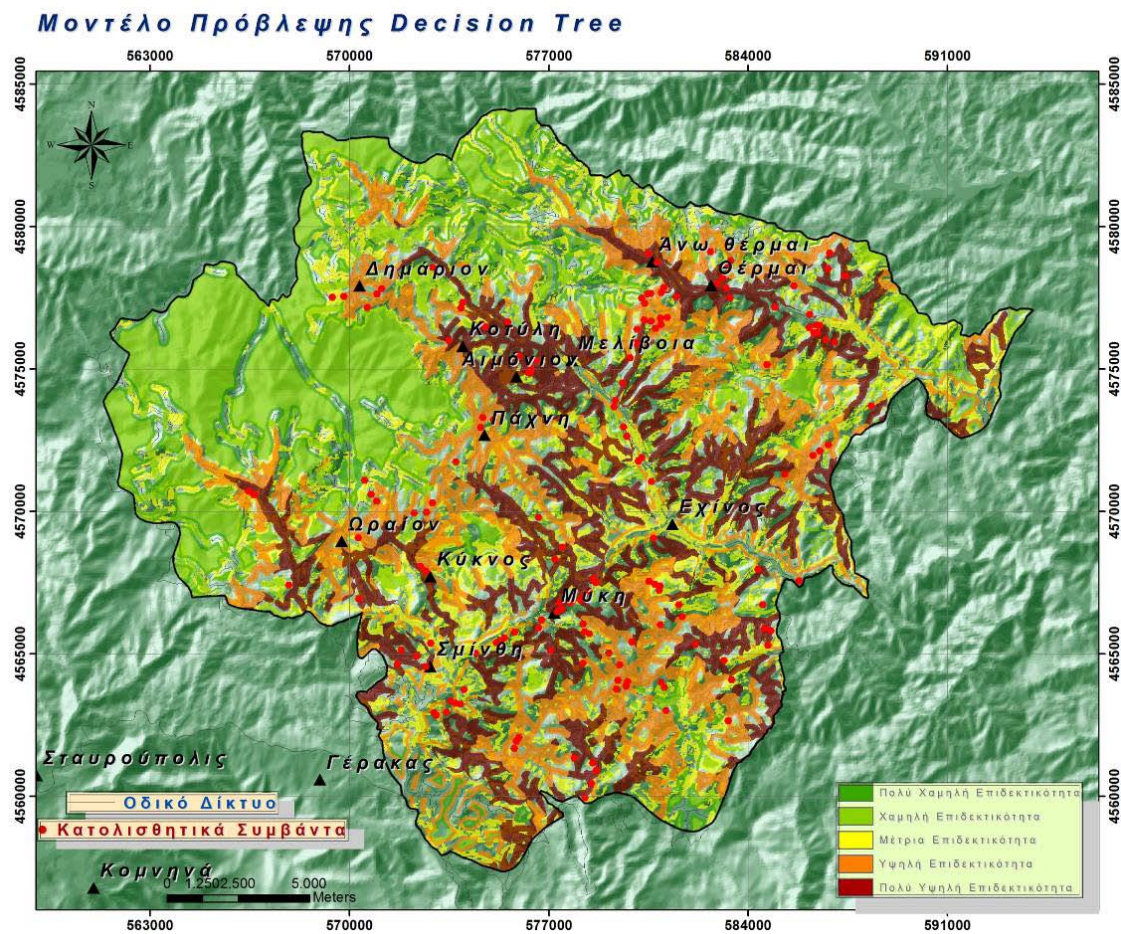 Μοντέλο Πρόβλεψης Decision Tree
563000 570000 577000 584000 591000
4585000 4585000
N
W E
S
4580000 4580000
Άνω θέρμαι
Δημάριον
Θέρμαι
Κοτύλη
Μελίβοια
Αιμόνιον
4575000 4575000
Πάχνη
Εχίνος
4570000 4570000
Ωραίον
Κύκνος
Μύκη
Σμίνθη
4565000 4565000
Σταυρούπολις
Γέρακας
4560000 4560000
Οδικό Δίκτυο
Κατολισθητικά Συμβάντα
Πολύ Χαμηλή Επιδεκτικότητα
Χαμηλή Επιδεκτικότητα
Μέτρια Επιδεκτικότητα
Υψηλή Επιδεκτικότητα
Πολύ Υψηλή Επιδεκτικότητα
Κομνηνά
0 1.250 2.500 5.000
Meters
563000 570000 577000 584000 591000